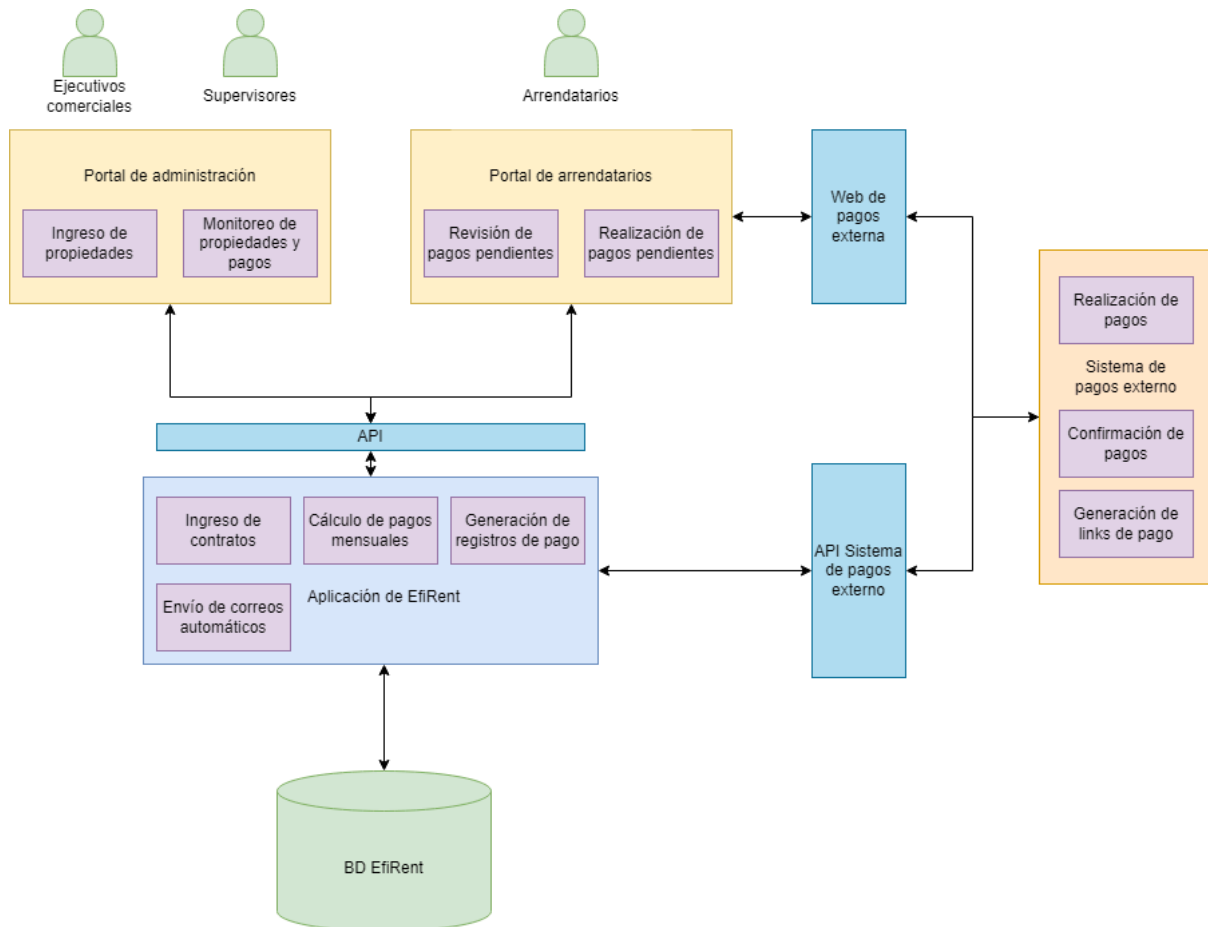 Ejecutivos
comerciales
Supervisores
Arrendatarios
Portal de administración
Ingreso de
propiedades
Monitoreo de
propiedades y
pagos
Portal de arrendatarios
Revisión de
pagos pendientes
Realización de
pagos pendientes
Web de
pagos
externa
Realización de
pagos
Sistema de
pagos externo
Confirmación de
pagos
Generación de
links de pago
API
Ingreso de
contratos
Cálculo de pagos
mensuales
Generación de
registros de pago
Envío de correos
automáticos
Aplicación de EfiRent
API Sistema
de pagos
externo
BD EfiRent